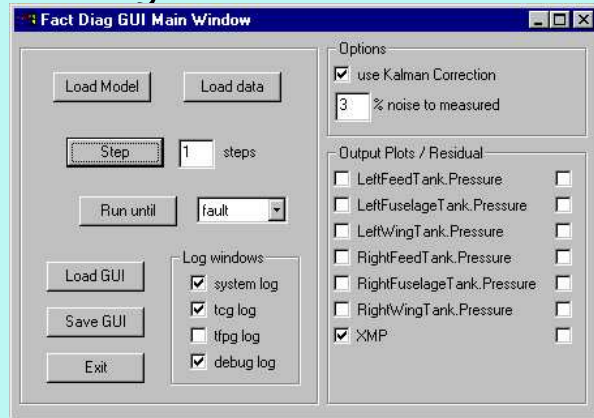 Fact Diag GUI Main Window
Load Model
Load data
Step
1
steps
Run until
fault
Load GUI
Save GUI
Exit
Log windows
system log
tcg log
tfpg log
debug log
Options
use Kalman Correction
3
% noise to measured
Output Plots / Residual
LeftFeedTank.Pressure
LeftFuselageTank.Pressure
LeftWingTank.Pressure
RightFeedTank.Pressure
RightFuselageTank.Pressure
RightWingTank.Pressure
XMP